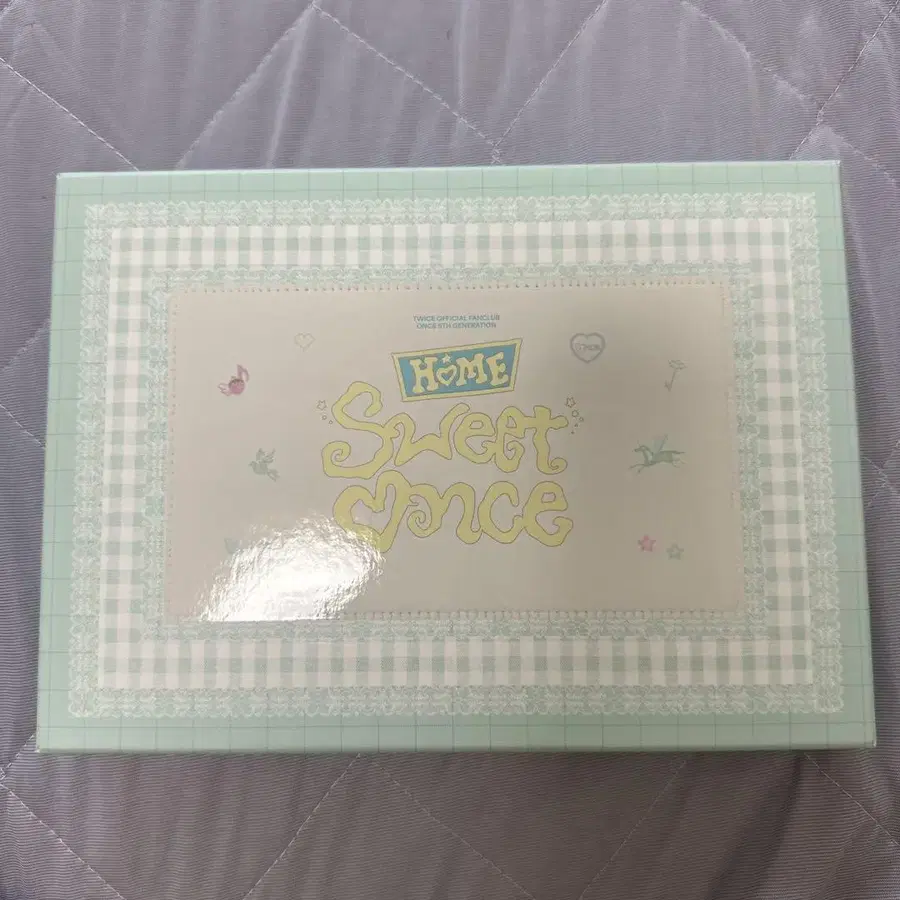 TWICE OFFICIAL FANCLUB
ONCE 5TH GENERATION
HOME
Sweet
Once